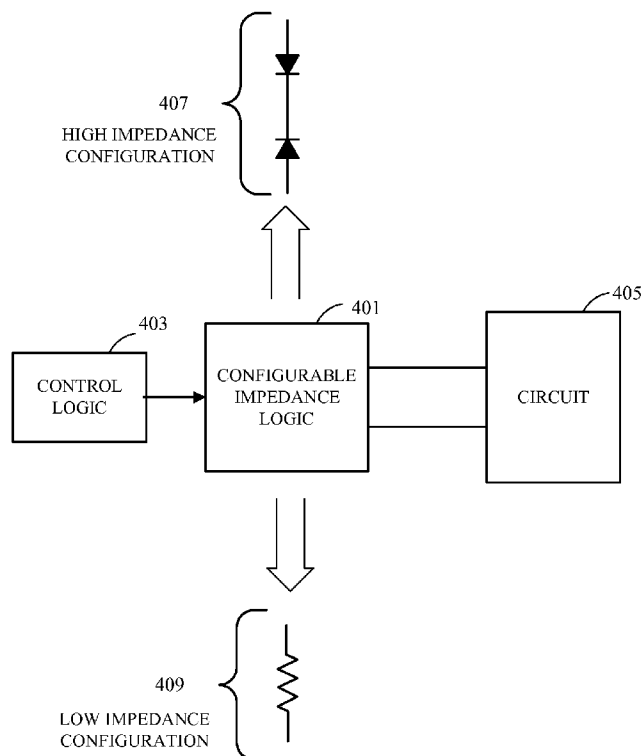 407
HIGH IMPEDANCE
CONFIGURATION
403
CONTROL
LOGIC
401
CONFIGURABLE
IMPEDANCE
LOGIC
405
CIRCUIT
409
LOW IMPEDANCE
CONFIGURATION